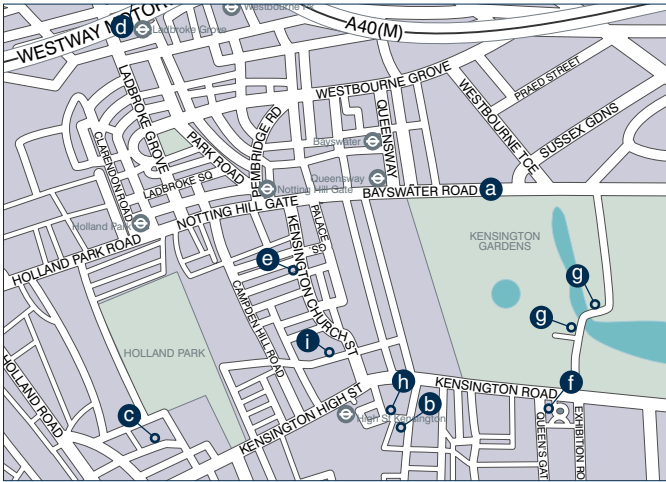 Westbourne Pk
A40(M)
WESTWAY MOTOR
d
Ladbroke Grove
WESTBOURNE GROVE
PRAED STREET
LADBROKE GROVE
WESTBOURNE TCE
SUSSEX GDNS
QUEENSWAY
PEMBRIDGE RD
PARK ROAD
Bayswater
CLARENDON ROAD
LADBROKE SQ
Queensway
Notting Hill Gate
BAYSWATER ROAD
a
Holland Park
NOTTING HILL GATE
PALACE
GS
KENSINGTON
GARDENS
HOLLAND PARK ROAD
e
KENSINGTON CHURCH ST
g
g
CAMPDEN HILL ROAD
i
HOLLAND PARK
HOLLAND ROAD
h
KENSINGTON ROAD
f
b
c
KENSINGTON HIGH ST
High St Kensington
QUEEN'S GAT
EXHIBITION RO